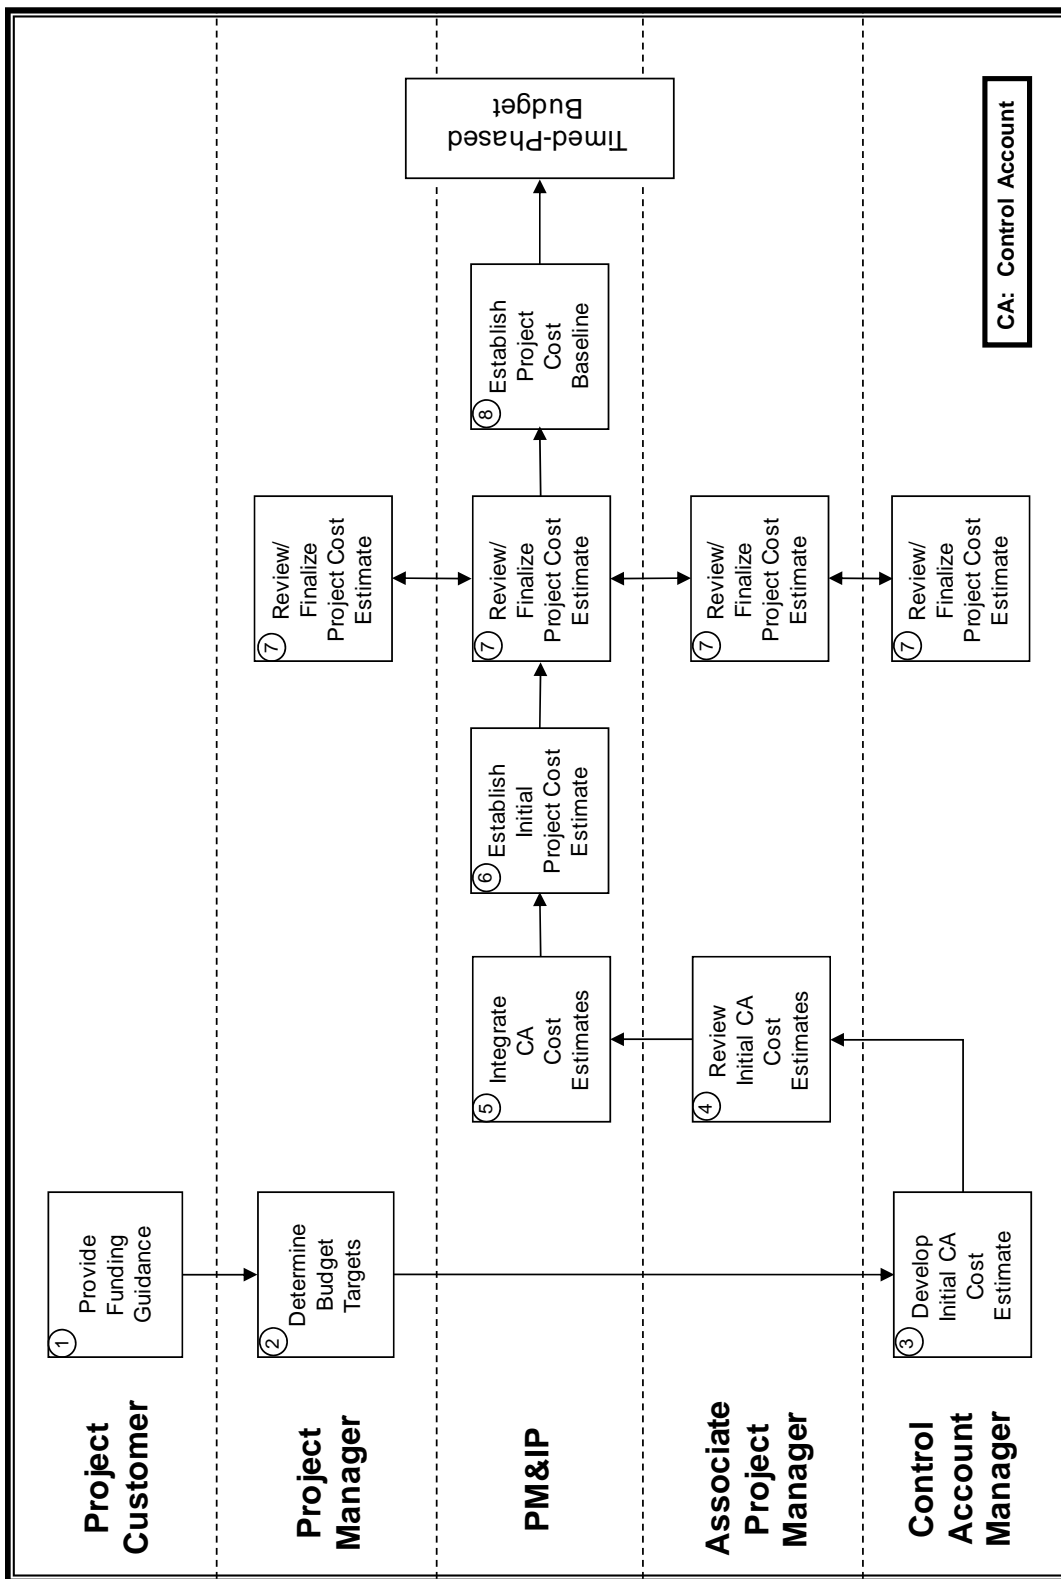 Project
Customer
1
Provide
Funding
Guidance
Project
Manager
2
Determine
Budget
Targets
7
Review/
Finalize
Project Cost
Estimate
PM&IP
5
Integrate
CA
Cost
Estimates
6
Establish
Initial
Project Cost
Estimate
7
Review/
Finalize
Project Cost
Estimate
8
Establish
Project
Cost
Baseline
Timed-Phased
Budget
Associate
Project
Manager
4
Review
Initial CA
Cost
Estimates
7
Review/
Finalize
Project Cost
Estimate
Control
Account
Manager
3
Develop
Initial CA
Cost
Estimate
7
Review/
Finalize
Project Cost
Estimate
CA: Control Account